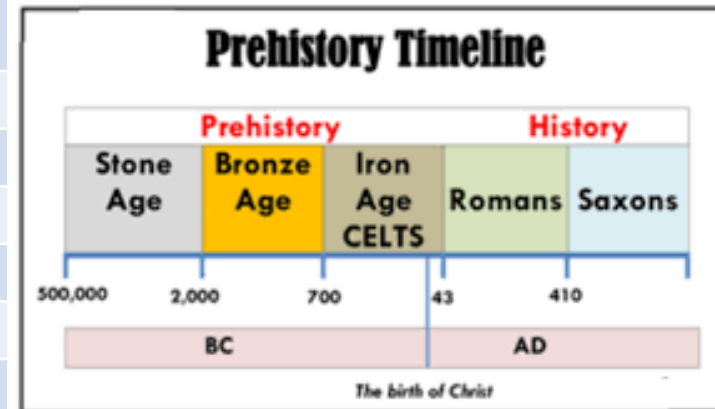 Prehistory Timeline
Prehistory History
Stone Age
Bronze Age
Iron Age CELTS
Romans
Saxons
500,000 2,000 700 43 410
BC AD
The birth of Christ